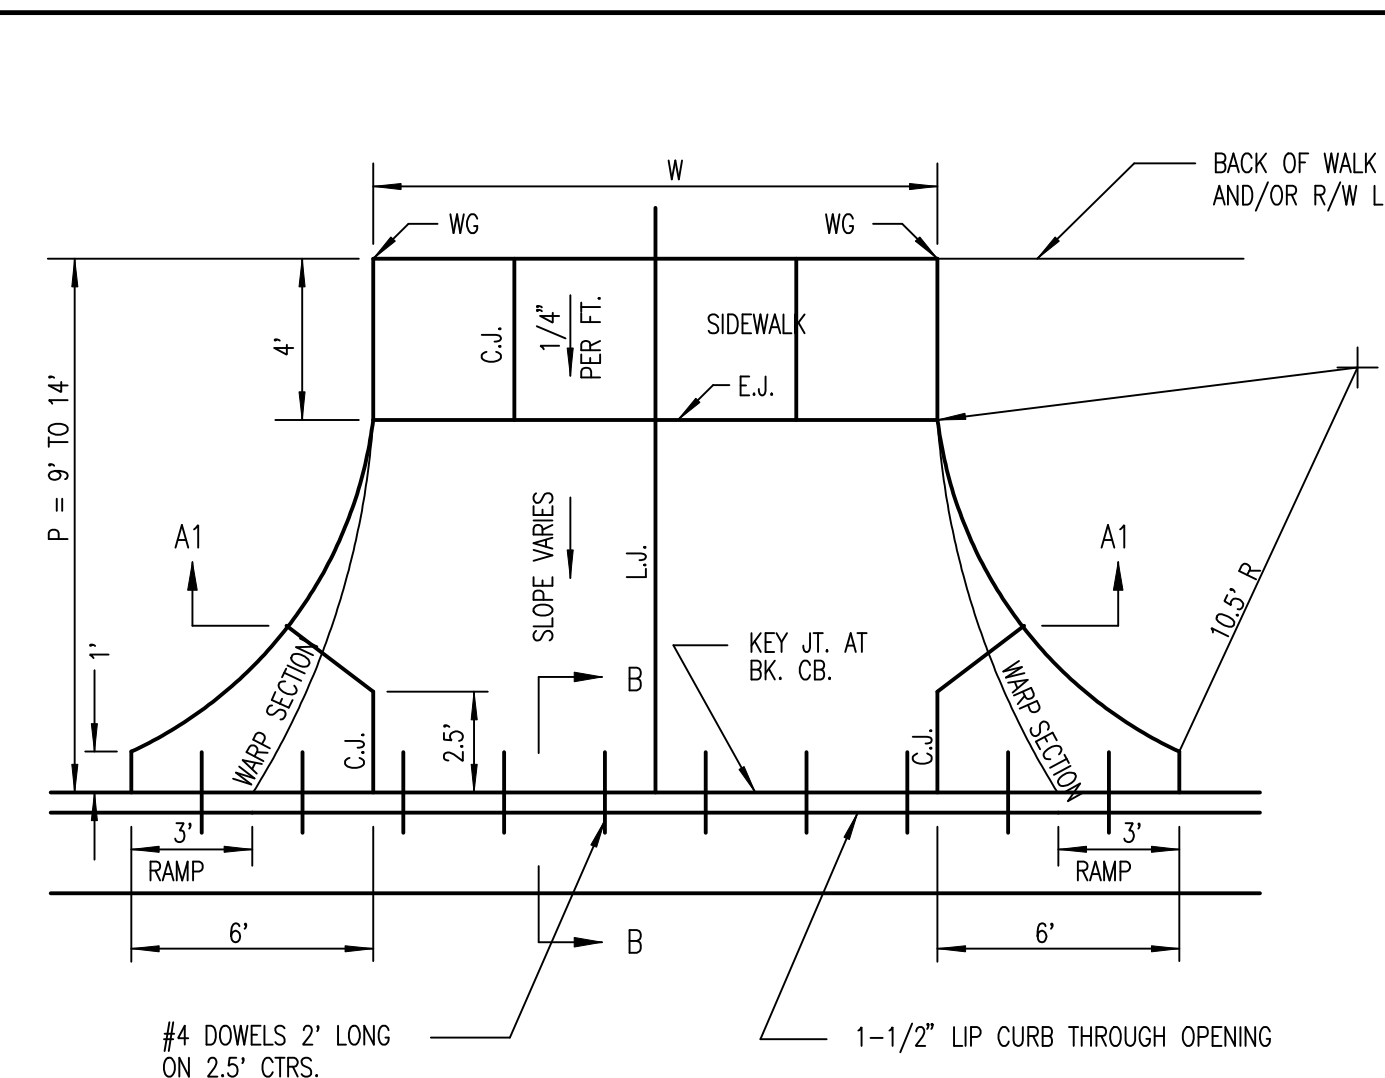 W
BACK OF WALK
AND/OR R/W L
WG
WG
4'
C.J.
1/4"
PER FT.
SIDEWALK
E.J.
P = 9' TO 14'
A1
A1
SLOPE VARIES
L.J.
10.5' R
1'
WARP SECTION
KEY JT. AT
BK. CB.
WARP SECTION
B
C.J.
2.5'
C.J.
3'
RAMP
3'
RAMP
6'
B
6'
#4 DOWELS 2' LONG
ON 2.5' CTRS.
1-1/2" LIP CURB THROUGH OPENING